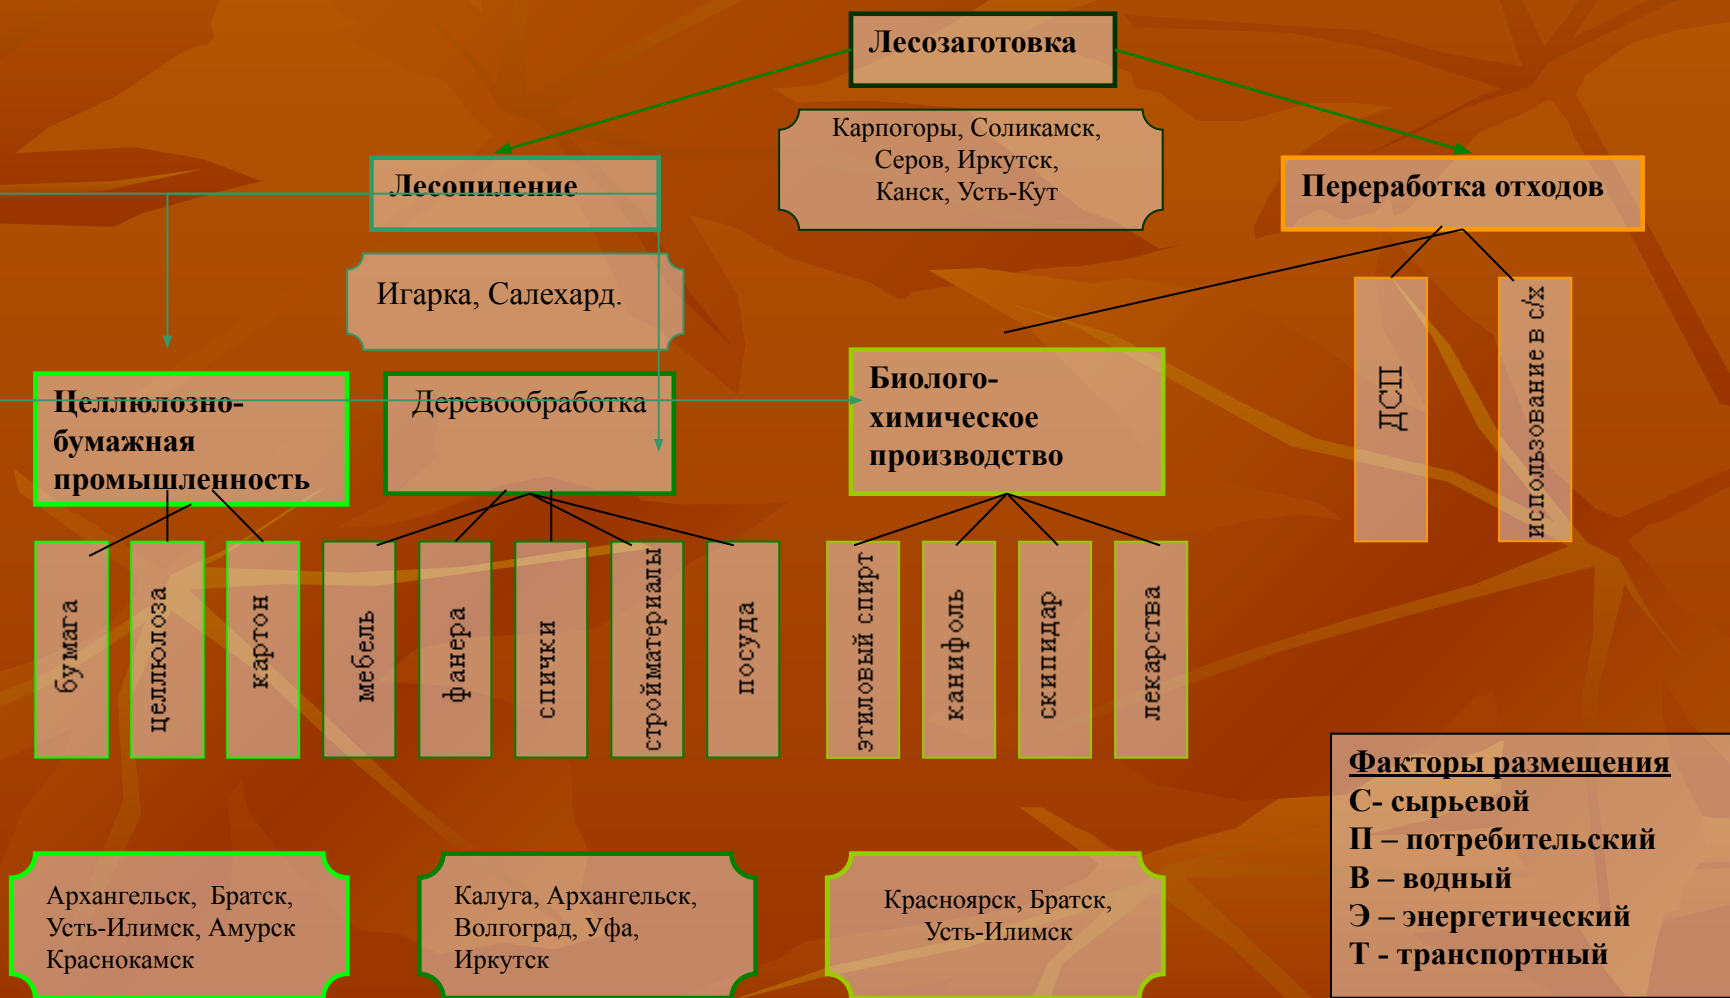 Лесозаготовка
Карпогоры, Соликамск,
Серов, Иркутск,
Канск, Усть-Кут
Лесопиление
Переработка отходов
Игарка, Салехард.
ДСП
использование в с/х
Целлюлозно-
бумажная
промышленность
Деревообработка
Биолого-
химическое
производство
бумага
целлюлоза
картон
мебель
фанера
спички
стройматериалы
посуда
этиловый спирт
канифоль
скипидар
лекарства
Факторы размещения
С- сырьевой
П – потребительский
В – водный
Э – энергетический
Т - транспортный
Архангельск, Братск,
Усть-Илимск, Амурск
Краснокамск
Калуга, Архангельск,
Волгоград, Уфа,
Иркутск
Красноярск, Братск,
Усть-Илимск